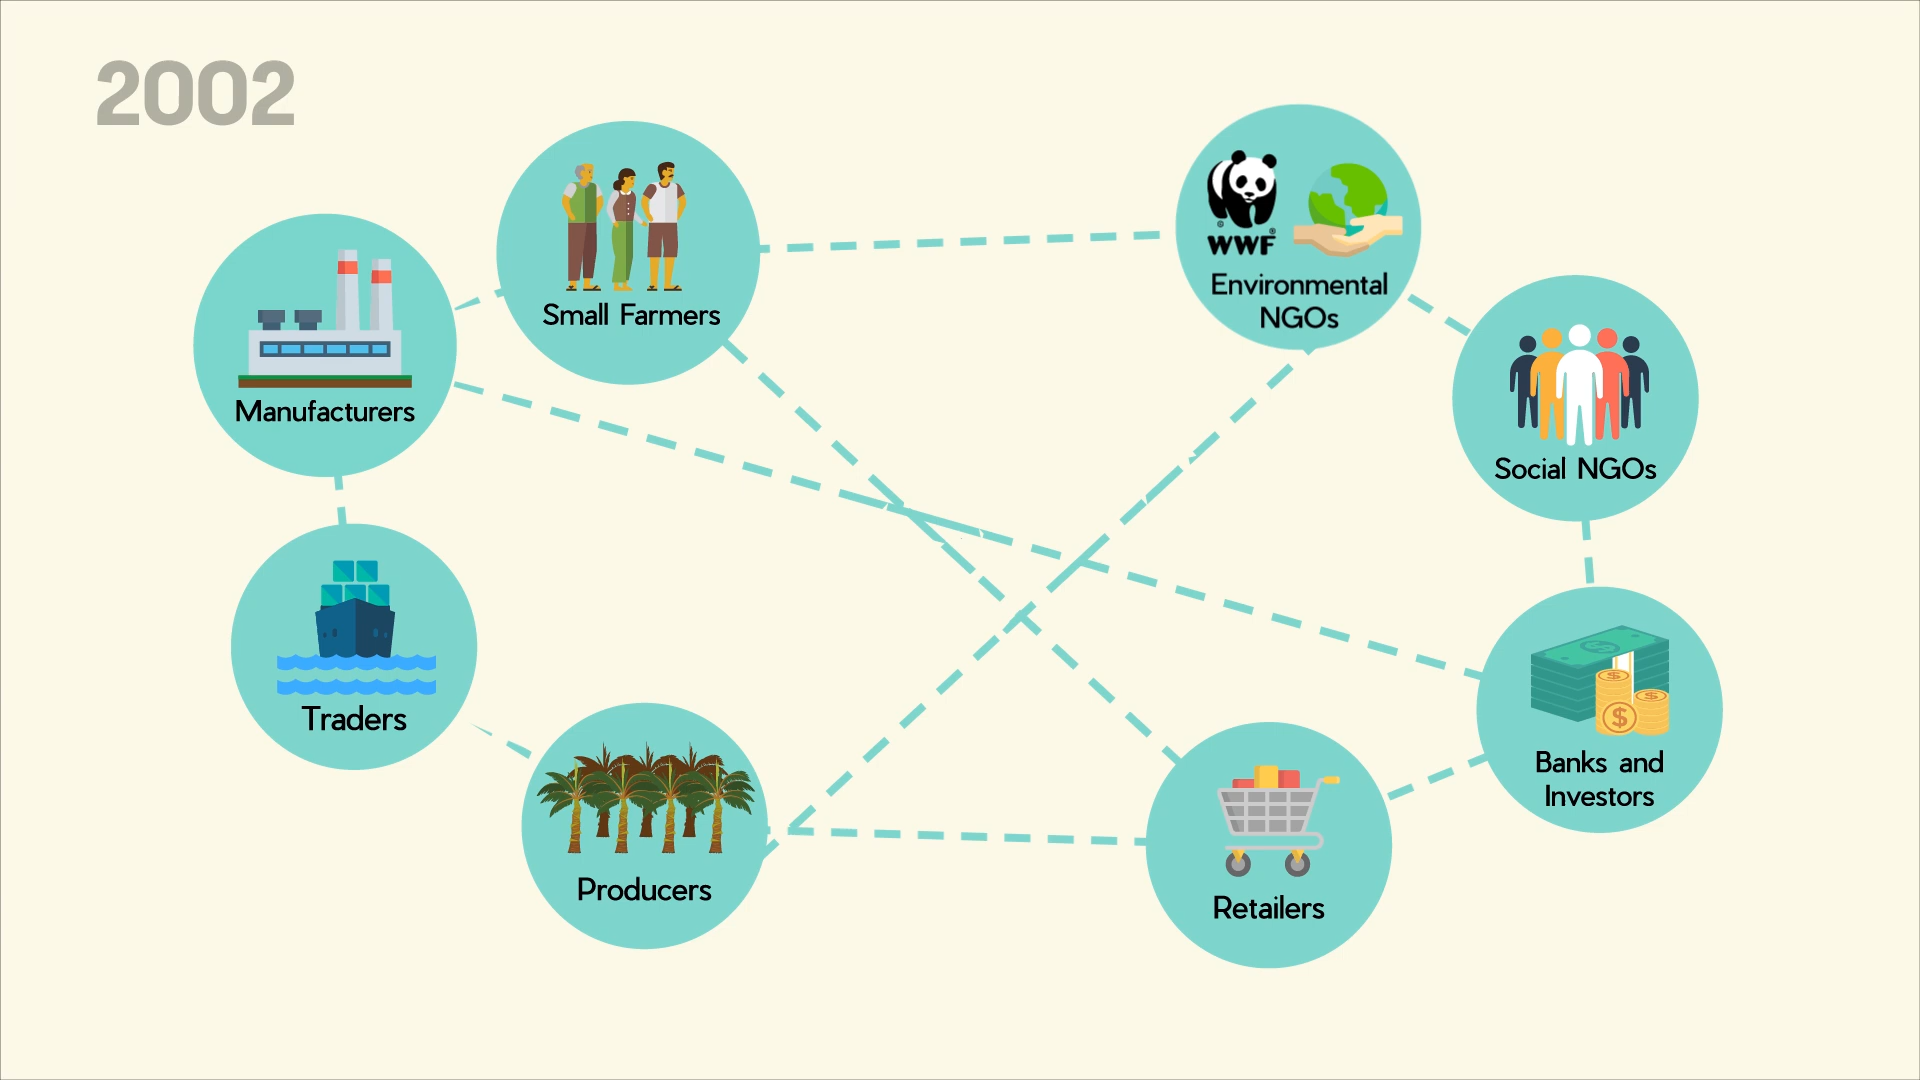 2002
Small Farmers
WWF
Environmental
NGOs
Manufacturers
Social NGOs
Traders
Banks and
Investors
Producers
Retailers